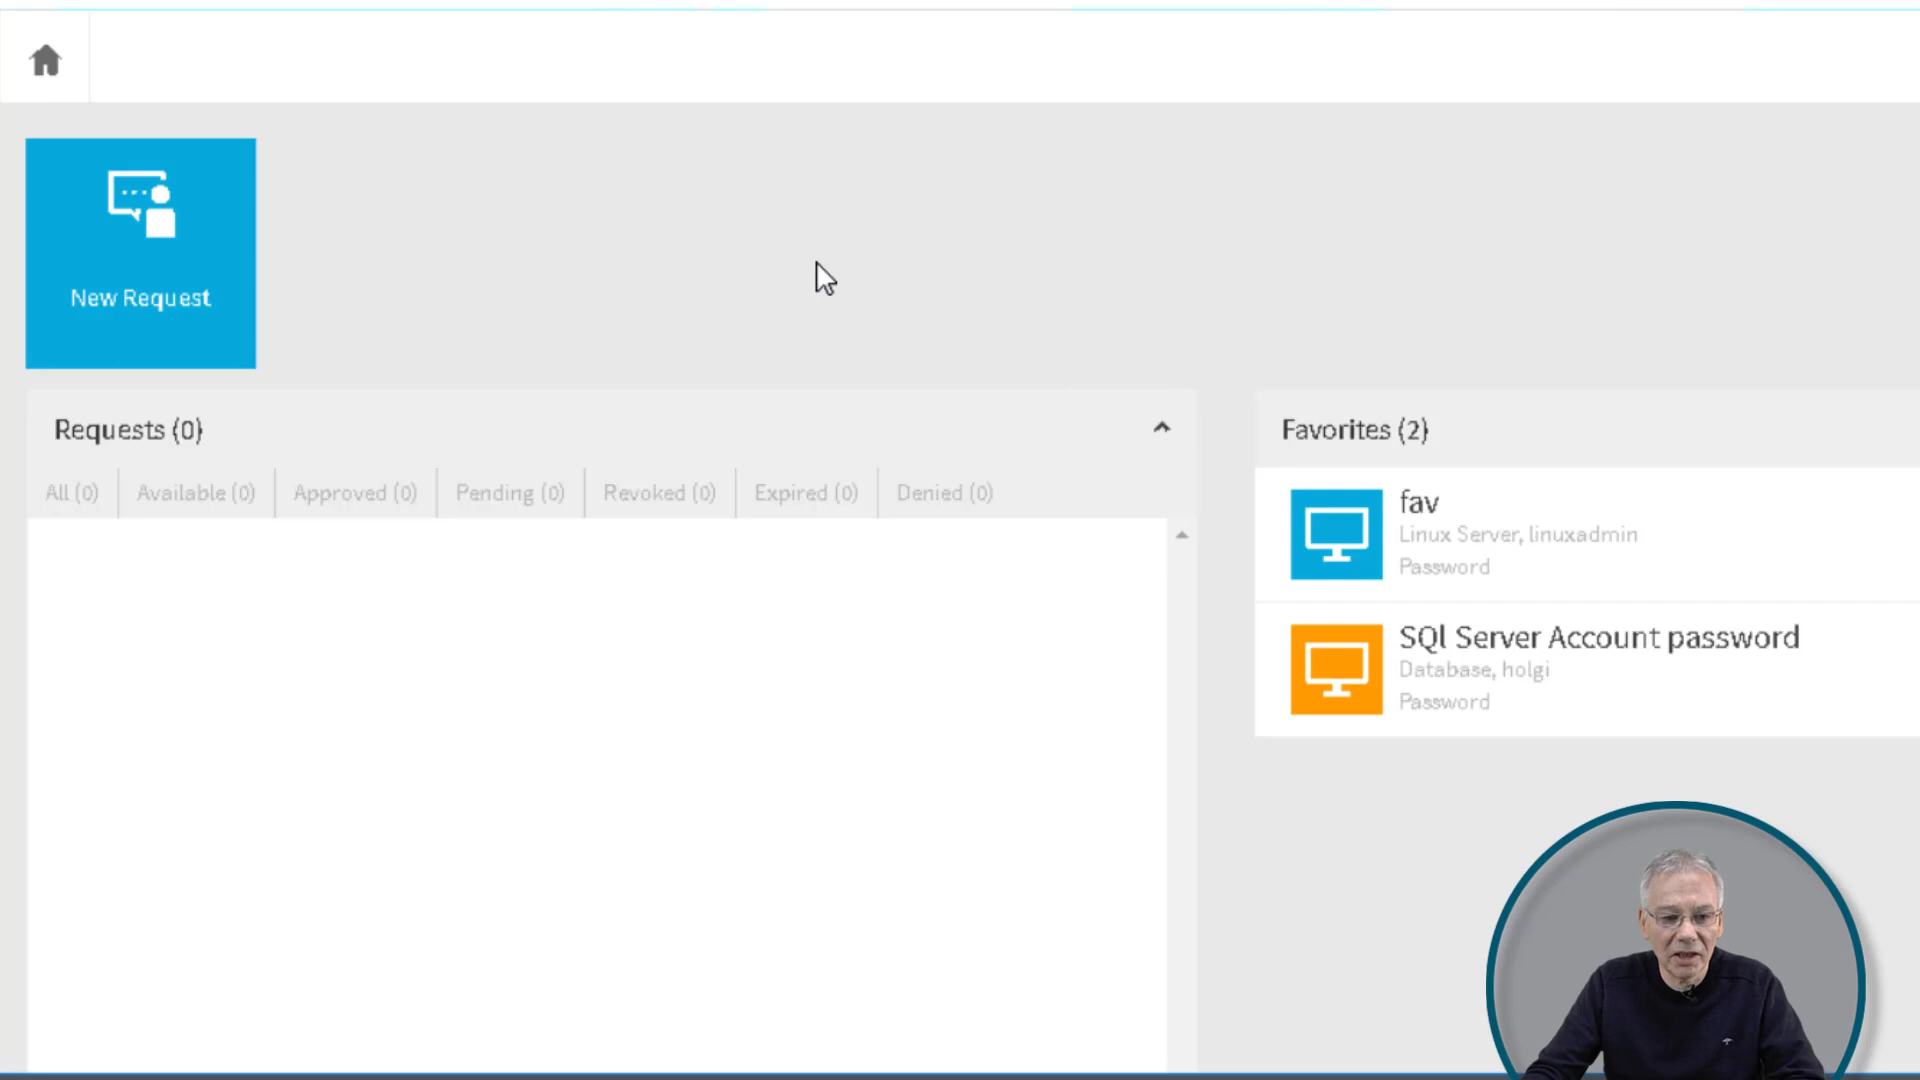 New Request
Requests (0)
All (0)
Available (0)
Approved (0)
Pending (0)
Revoked (0)
Expired (0)
Denied (0)
Favorites (2)
fav
Linux Server, linuxadmin
Password
SQl Server Account password
Database, holgi
Password